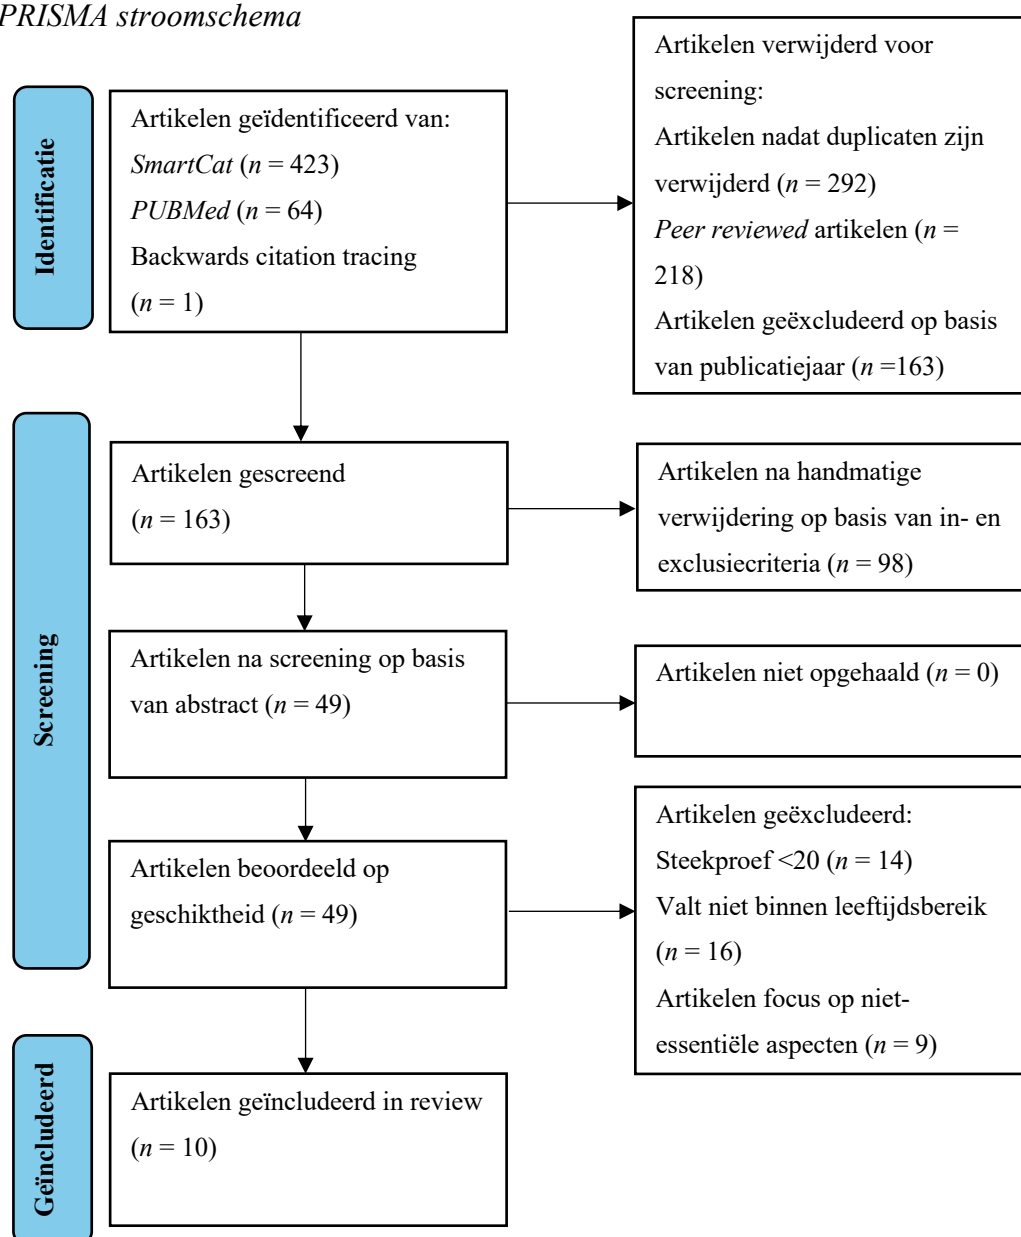 PRISMA stroomschema
Identificatie
Artikelen geïdentificeerd van:
SmartCat (n = 423)
PUBMed (n = 64)
Backwards citation tracing
(n = 1)
Artikelen verwijderd voor
screening:
Artikelen nadat duplicaten zijn
verwijderd (n = 292)
Peer reviewed artikelen (n =
218)
Artikelen geëxcludeerd op basis
van publicatiejaar (n =163)
Screening
Artikelen gescreend
(n = 163)
Artikelen na handmatige
verwijdering op basis van in- en
exclusiecriteria (n = 98)
Artikelen na screening op basis
van abstract (n = 49)
Artikelen niet opgehaald (n = 0)
Artikelen beoordeeld op
geschiktheid (n = 49)
Artikelen geëxcludeerd:
Steekproef <20 (n = 14)
Valt niet binnen leeftijdsbereik
(n = 16)
Artikelen focus op niet-
essentiële aspecten (n = 9)
Geïncludeerd
Artikelen geïncludeerd in review
(n = 10)